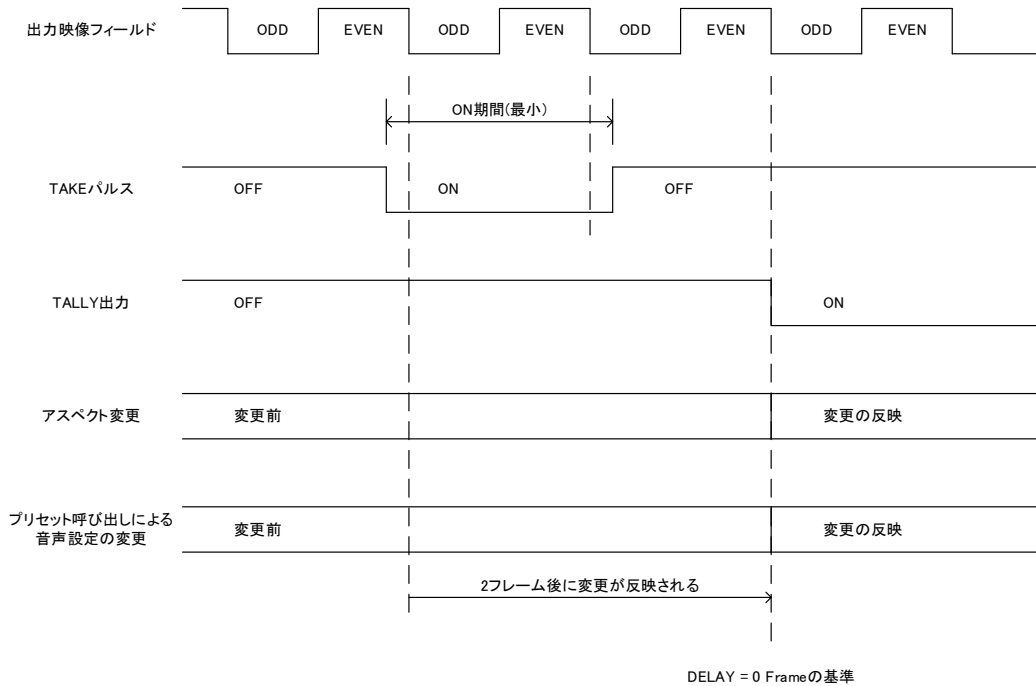 出力映像フィールド
ODD
EVEN
ODD
EVEN
ODD
EVEN
ODD
EVEN
ON期間(最小)
TAKEパルス
OFF
ON
OFF
TALLY出力
OFF
ON
アスペクト変更
変更前
変更の反映
プリセット呼び出しによる
音声設定の変更
変更前
変更の反映
2フレーム後に変更が反映される
DELAY = 0 Frameの基準